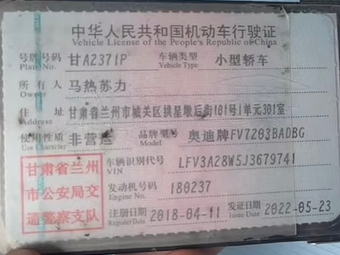 中华人民共和国机动车行驶证
Vehicle License of the People's Republic of China
号牌号码 甘A2371P 车辆类型 小型轿车
Plate No. Vehicle Type
所有人 马热苏力
Owner
住址 甘肃省兰州市城关区拱星墩后街181号1单元301室
Address
使用性质 非营运 品牌型号 奥迪牌FV7203BADBG
Use Character
甘肃省兰州 车辆识别代号 LFV3A28W5J3679741
VIN
市公安局交 发动机号码 180237
Engine No.
通警察支队 注册日期 2018-04-11 发证日期 2022-05-23
Register Date Issue Date